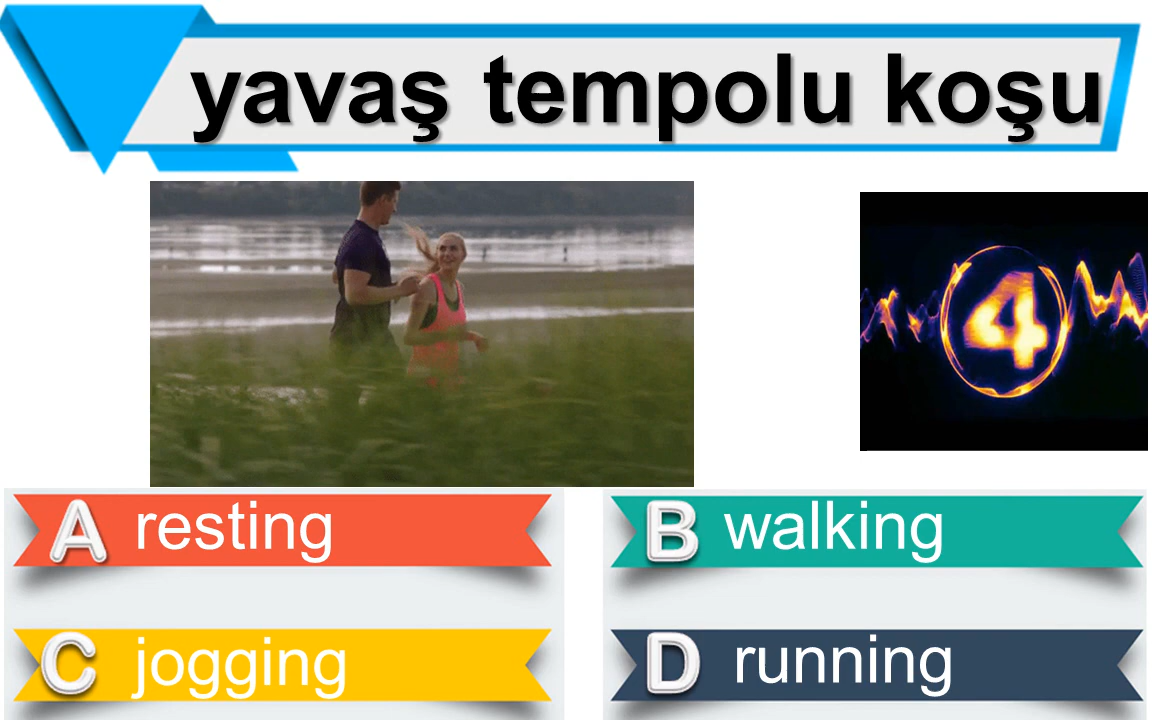 yavaş tempolu koşu
4
A resting
B walking
C jogging
D running